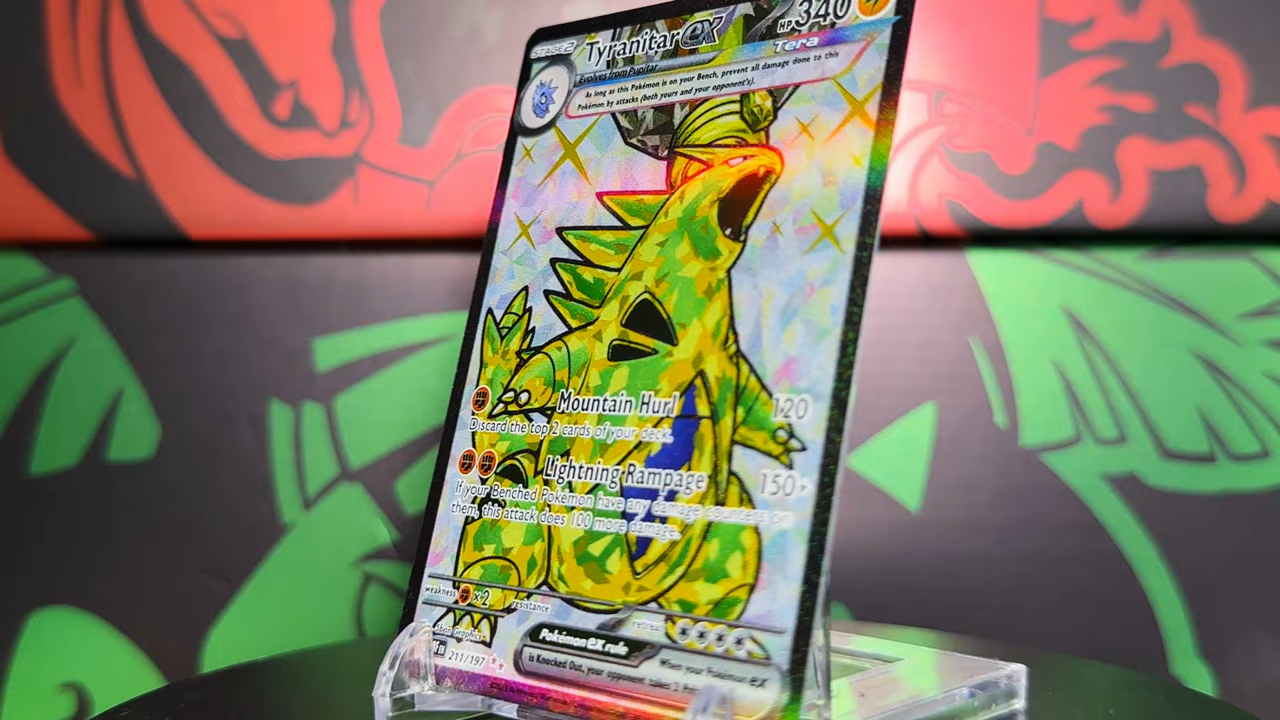 STAGE2 Tyranitar ex HP 340
Tera
Evolves from Pupitar
As long as this Pokémon is on your Bench, prevent all damage done to this
Pokémon by attacks (both yours and your opponent's).
Mountain Hurl 120
Discard the top 2 cards of your deck.
Lightning Rampage 150+
If your Benched Pokémon have any damage counters on
them, this attack does 100 more damage.
weakness ×2 resistance retreat
Pokémon ex rule
When your Pokémon ex
is Knocked Out, your opponent takes 2
211/197